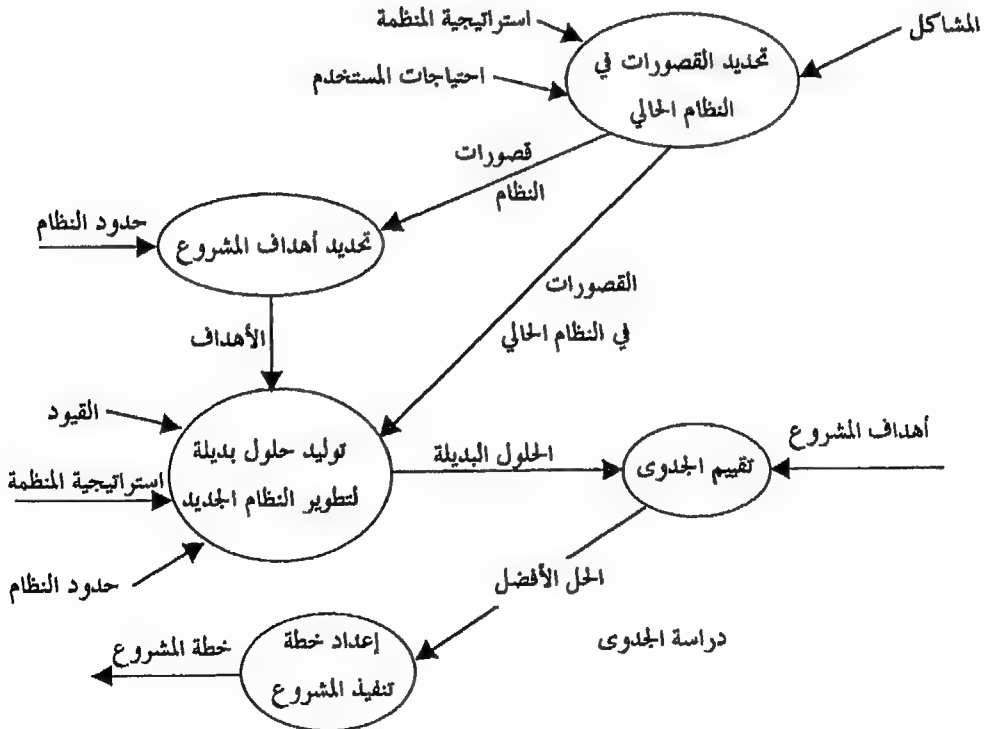 استراتيجية المنظمة
المشاكل
تحديد القصورات في
النظام الحالي
احتياجات المستخدم
قصورات
النظام
حدود النظام
تحديد أهداف المشروع
القصورات
في النظام الحالي
الأهداف
القيود
توليد حلول بديلة
لتطوير النظام الجديد
استراتيجية المنظمة
حدود النظام
الحلول البديلة
تقييم الجدوى
أهداف المشروع
الحل الأفضل
إعداد خطة
تنفيذ المشروع
خطة المشروع
دراسة الجدوى